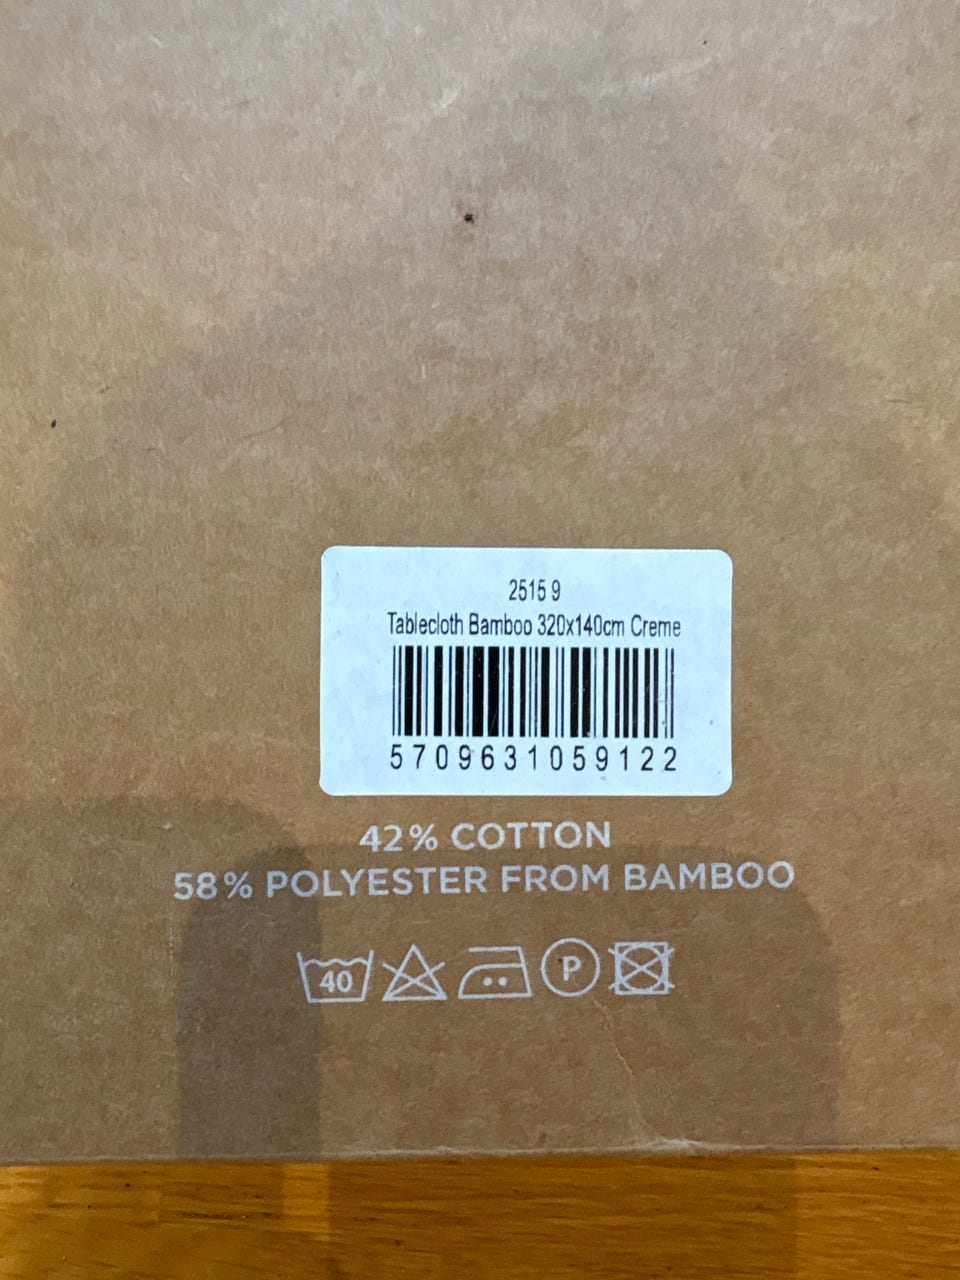 2515 9
Tablecloth Bamboo 320x140cm Creme
5709631059122
42% COTTON
58% POLYESTER FROM BAMBOO
40 P